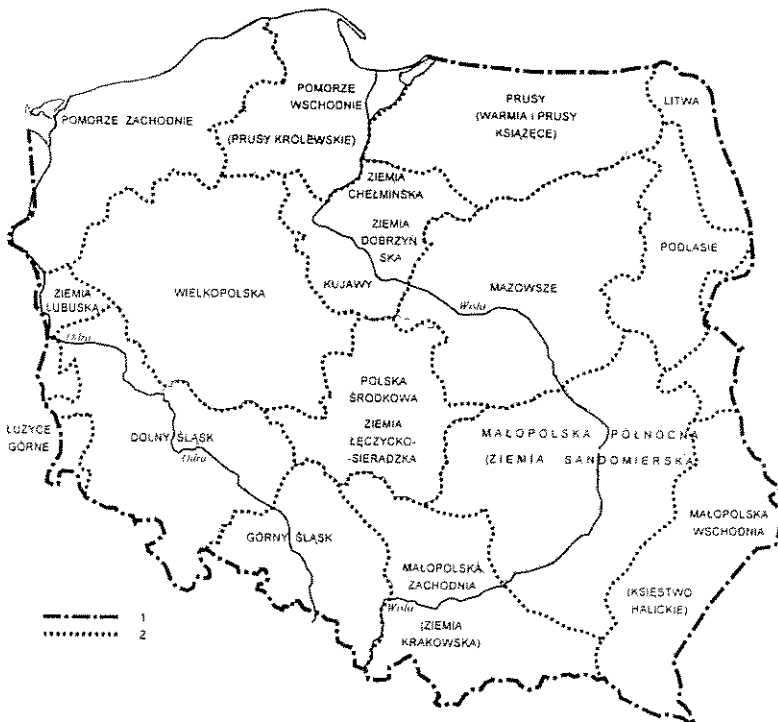 POMORZE ZACHODNIE
POMORZE
WSCHODNIE
(PRUSY KRÓLEWSKIE)
PRUSY
(WARMIA i PRUSY
KSIĄŻĘCE)
LITWA
ZIEMIA
CHEŁMIŃSKA
ZIEMIA
DOBRZYŃ
SKA
PODLASIE
ZIEMIA
LUBUSKA
WIELKOPOLSKA
KUJAWY
MAZOWSZE
Wisła
Odra
POLSKA
ŚRODKOWA
ZIEMIA
ŁĘCZYCKO-
-SIERADZKA
ŁUŻYCE
GÓRNE
DOLNY ŚLĄSK
Odra
MAŁOPOLSKA PÓŁNOCNA
(ZIEMIA SANDOMIERSKA)
MAŁOPOLSKA
WSCHODNIA
(KSIĘSTWO
HALICKIE)
GÓRNY ŚLĄSK
MAŁOPOLSKA
ZACHODNIA
Wisła
(ZIEMIA
KRAKOWSKA)
1
2